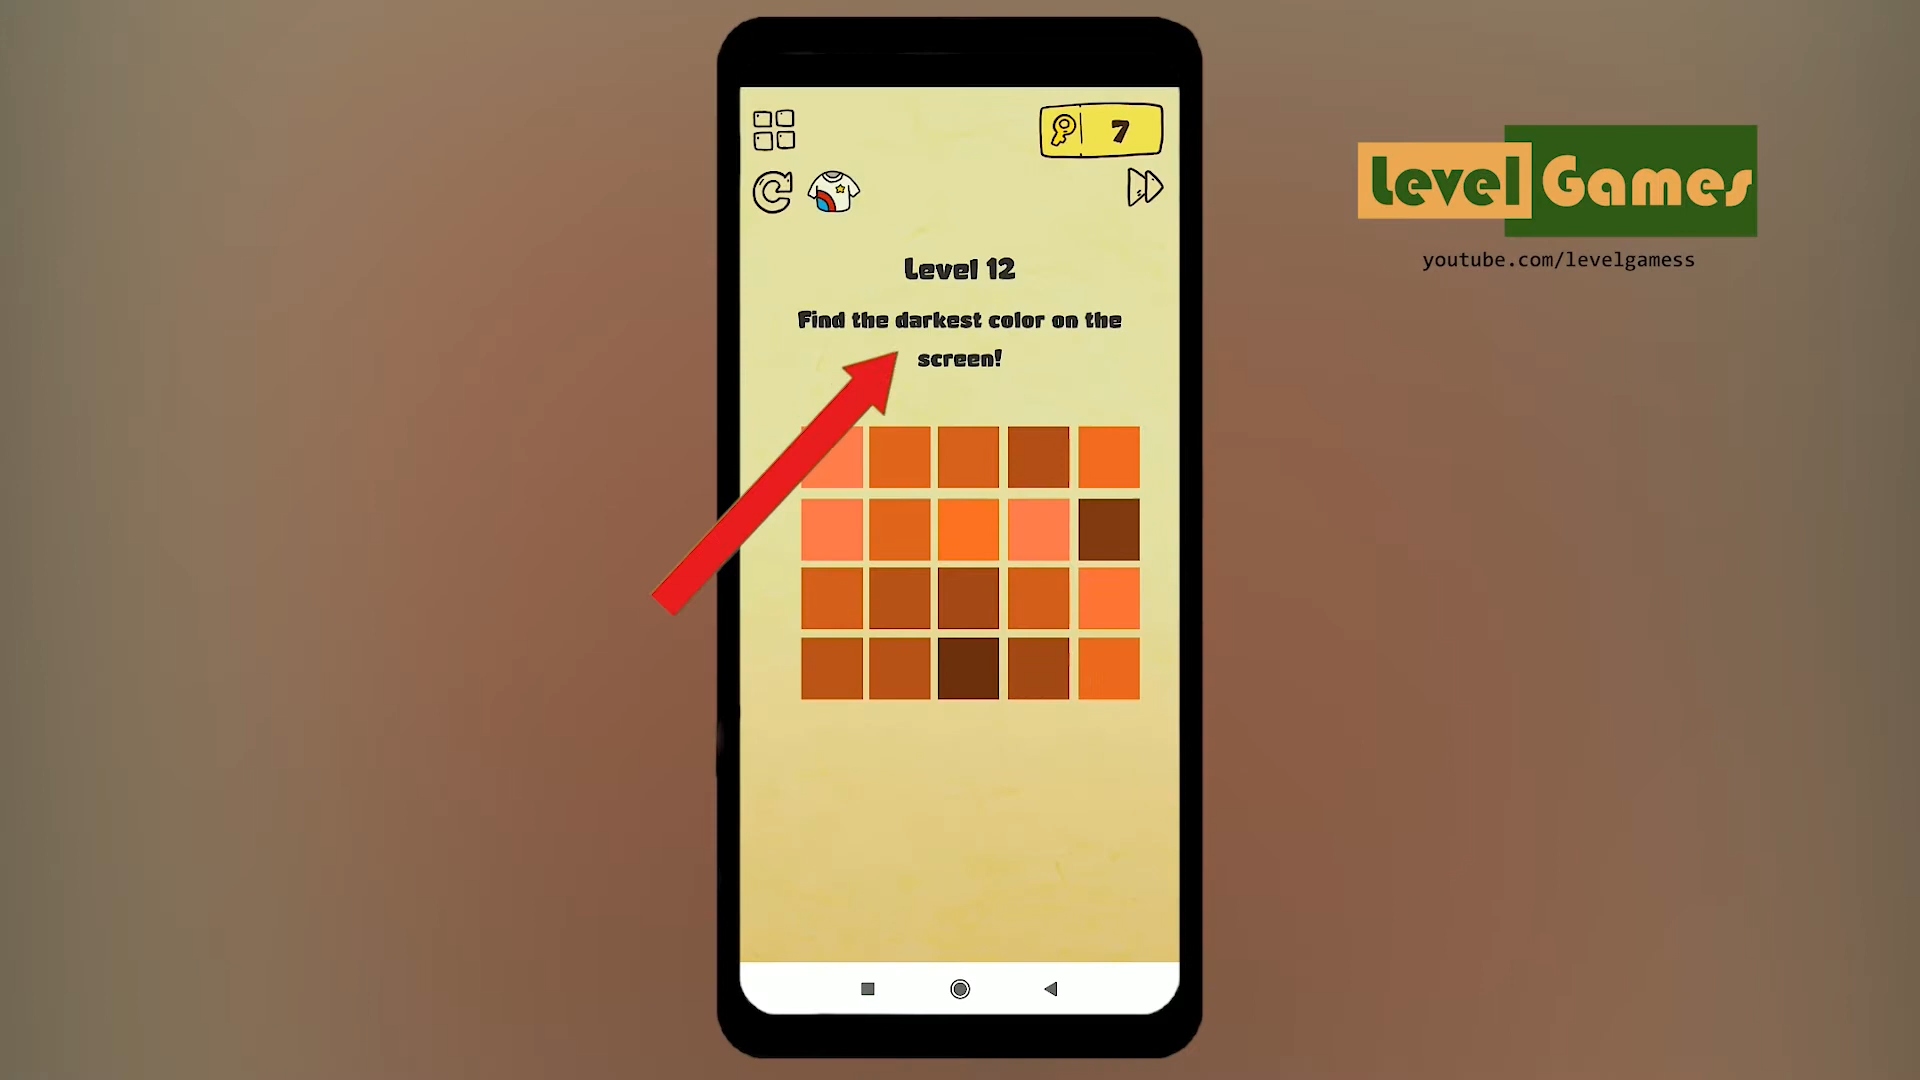 7
Level Games
youtube.com/levelgamess
Level 12
Find the darkest color on the
screen!